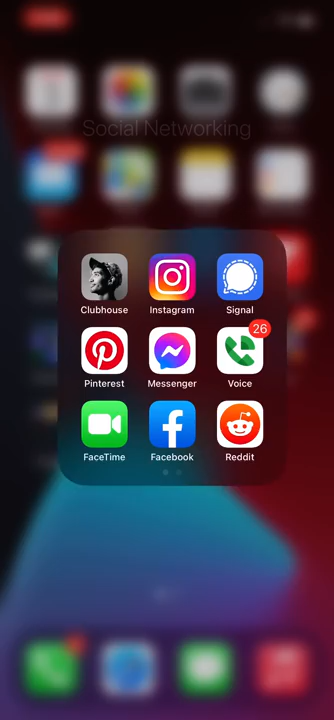 Social Networking
Clubhouse Instagram Signal
26
Pinterest Messenger Voice
FaceTime Facebook Reddit